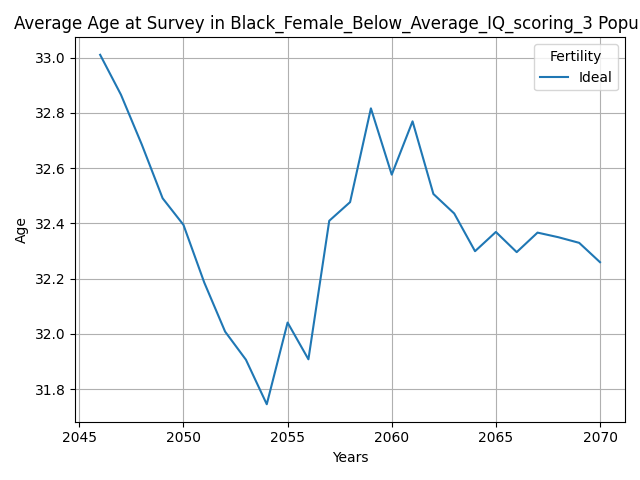 Average Age at Survey in Black_Female_Below_Average_IQ_scoring_3 Popu
Fertility
Ideal
33.0
32.8
32.6
32.4
32.2
32.0
31.8
Age
2045 2050 2055 2060 2065 2070
Years